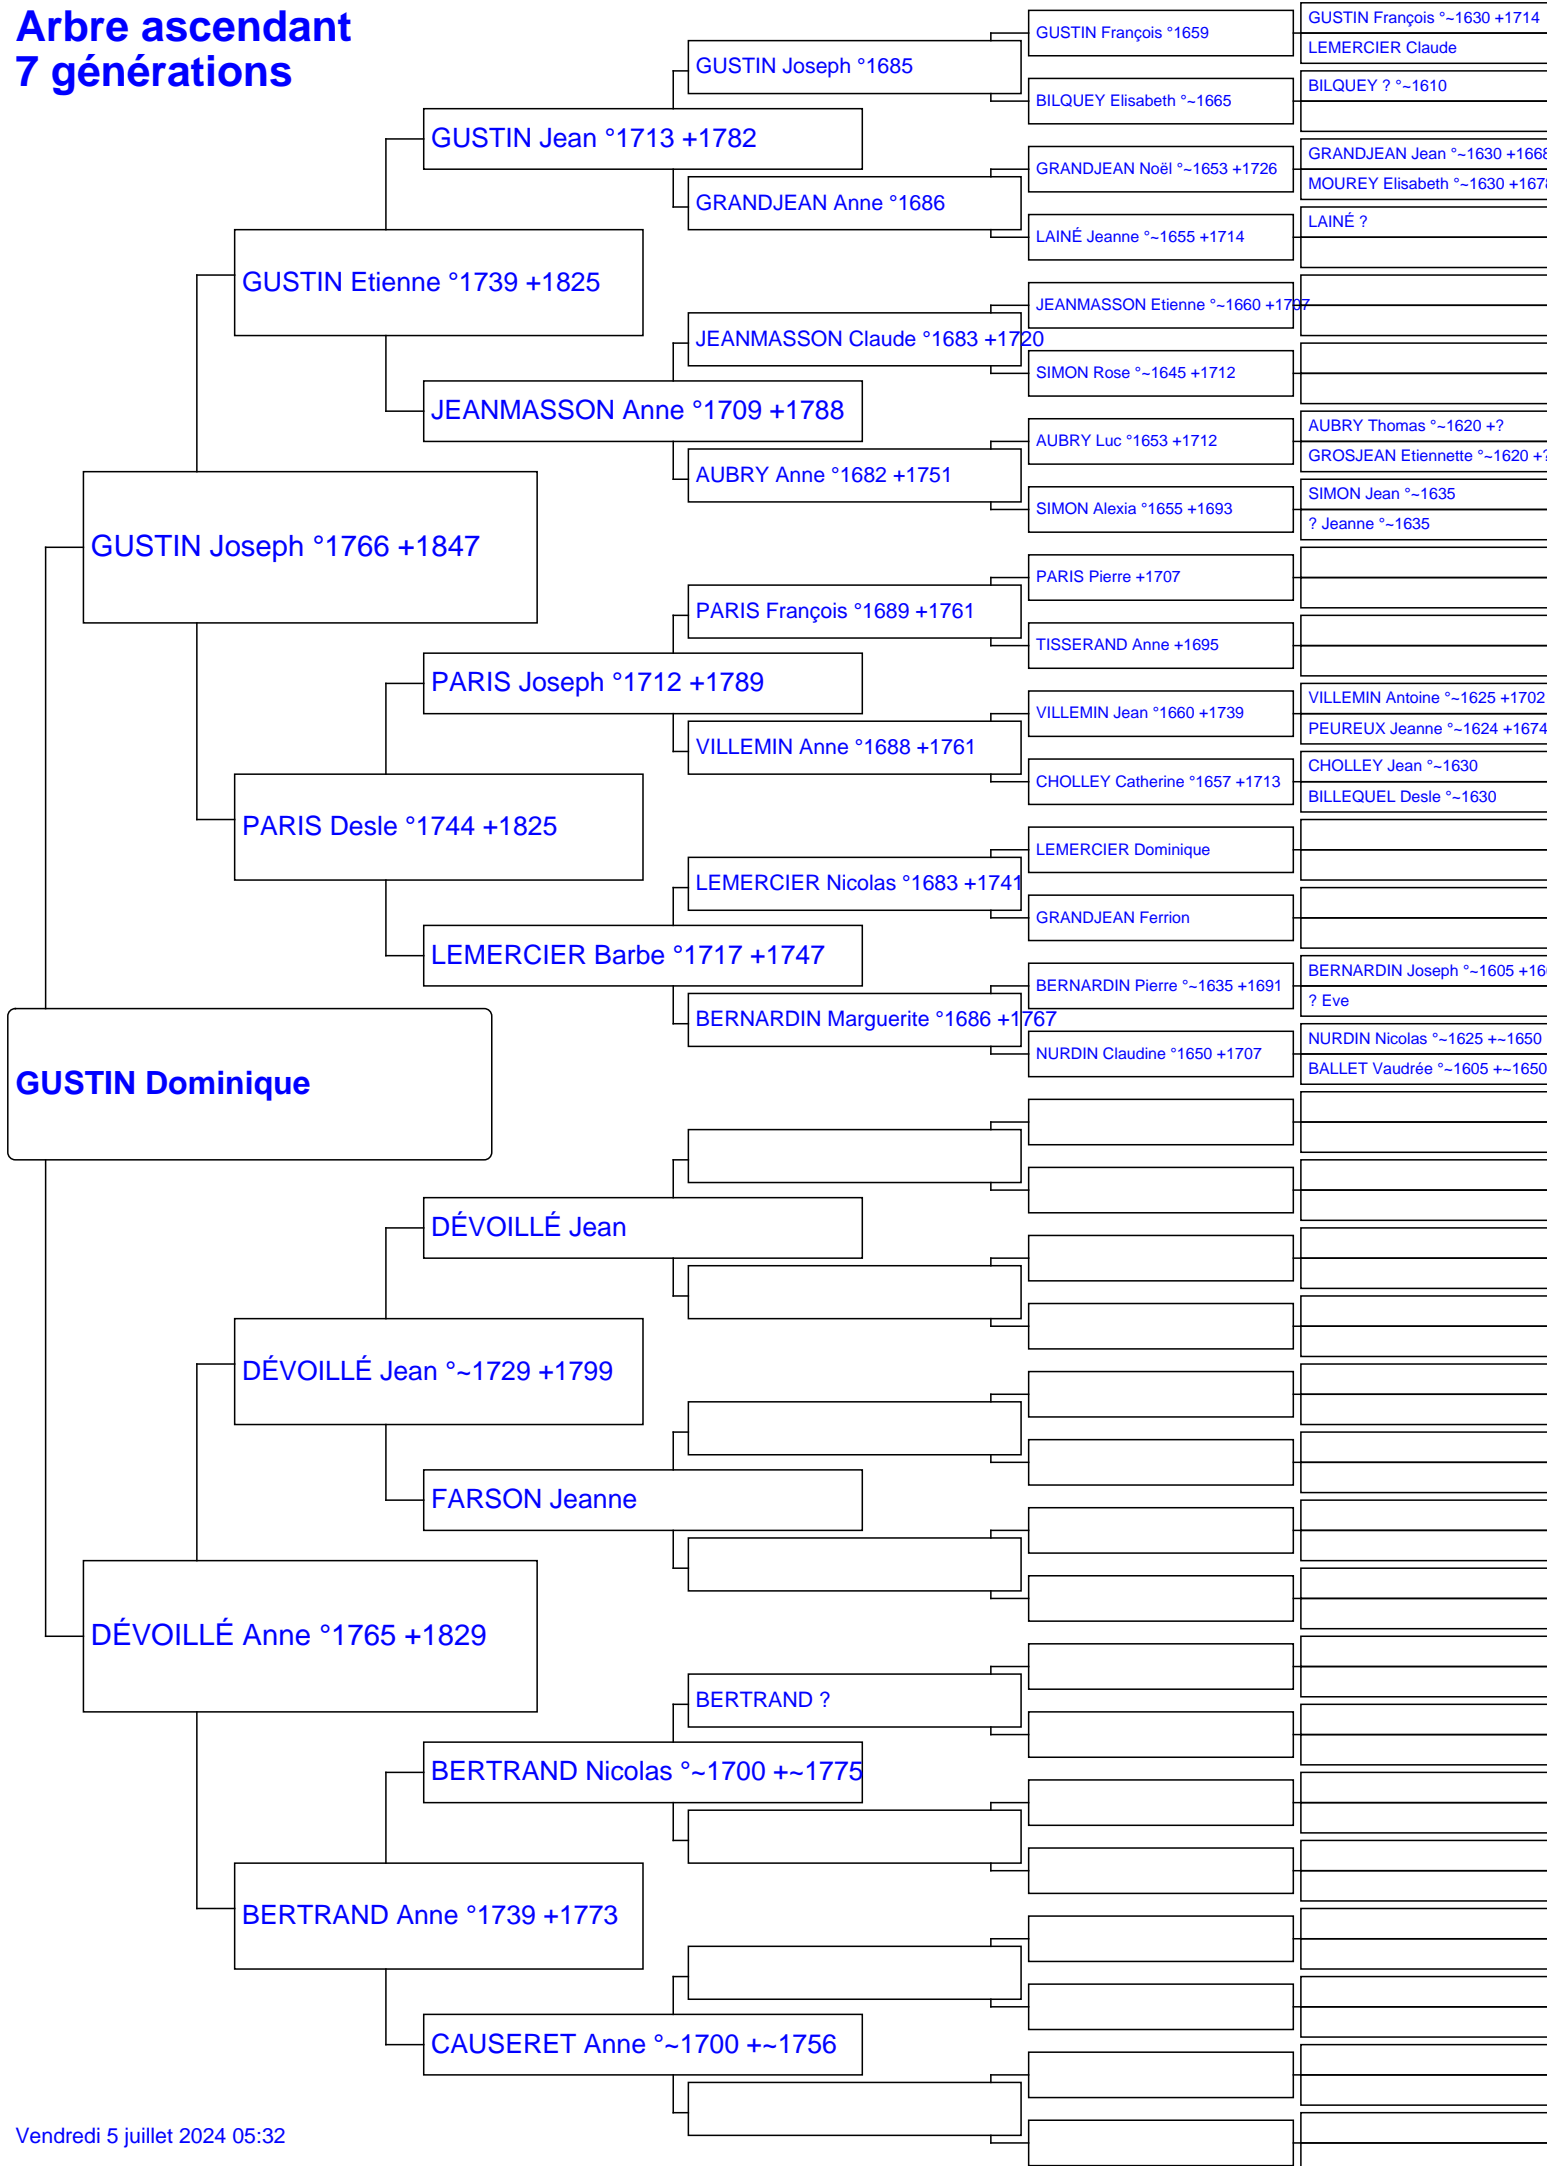 Arbre ascendant
7 générations
GUSTIN François °~1630 +1714
GUSTIN François °1659
LEMERCIER Claude
GUSTIN Joseph °1685
BILQUEY ? °~1610
BILQUEY Elisabeth °~1665
GUSTIN Jean °1713 +1782
GRANDJEAN Jean °~1630 +1668
GRANDJEAN Noël °~1653 +1726
MOUREY Elisabeth °~1630 +1678
GRANDJEAN Anne °1686
LAINÉ ?
LAINÉ Jeanne °~1655 +1714
GUSTIN Etienne °1739 +1825
JEANMASSON Etienne °~1660 +1707
JEANMASSON Claude °1683 +1720
SIMON Rose °~1645 +1712
JEANMASSON Anne °1709 +1788
AUBRY Thomas °~1620 +?
AUBRY Luc °1653 +1712
GROSJEAN Etiennette °~1620 +?
AUBRY Anne °1682 +1751
SIMON Jean °~1635
SIMON Alexia °1655 +1693
? Jeanne °~1635
GUSTIN Joseph °1766 +1847
PARIS Pierre +1707
PARIS François °1689 +1761
TISSERAND Anne +1695
PARIS Joseph °1712 +1789
VILLEMIN Antoine °~1625 +1702
VILLEMIN Jean °1660 +1739
PEUREUX Jeanne °~1624 +1674
VILLEMIN Anne °1688 +1761
CHOLLEY Jean °~1630
CHOLLEY Catherine °1657 +1713
BILLEQUEL Desle °~1630
PARIS Desle °1744 +1825
LEMERCIER Dominique
LEMERCIER Nicolas °1683 +1741
GRANDJEAN Ferrion
LEMERCIER Barbe °1717 +1747
BERNARDIN Joseph °~1605
BERNARDIN Pierre °~1635 +1691
? Eve
BERNARDIN Marguerite °1686 +1767
NURDIN Nicolas °~1625 +~1650
NURDIN Claudine °1650 +1707
BALLET Vaudrée °~1605 +~1650
GUSTIN Dominique
DÉVOILLÉ Jean
DÉVOILLÉ Jean °~1729 +1799
FARSON Jeanne
DÉVOILLÉ Anne °1765 +1829
BERTRAND ?
BERTRAND Nicolas °~1700 +~1775
BERTRAND Anne °1739 +1773
CAUSERET Anne °~1700 +~1756
Vendredi 5 juillet 2024 05:32